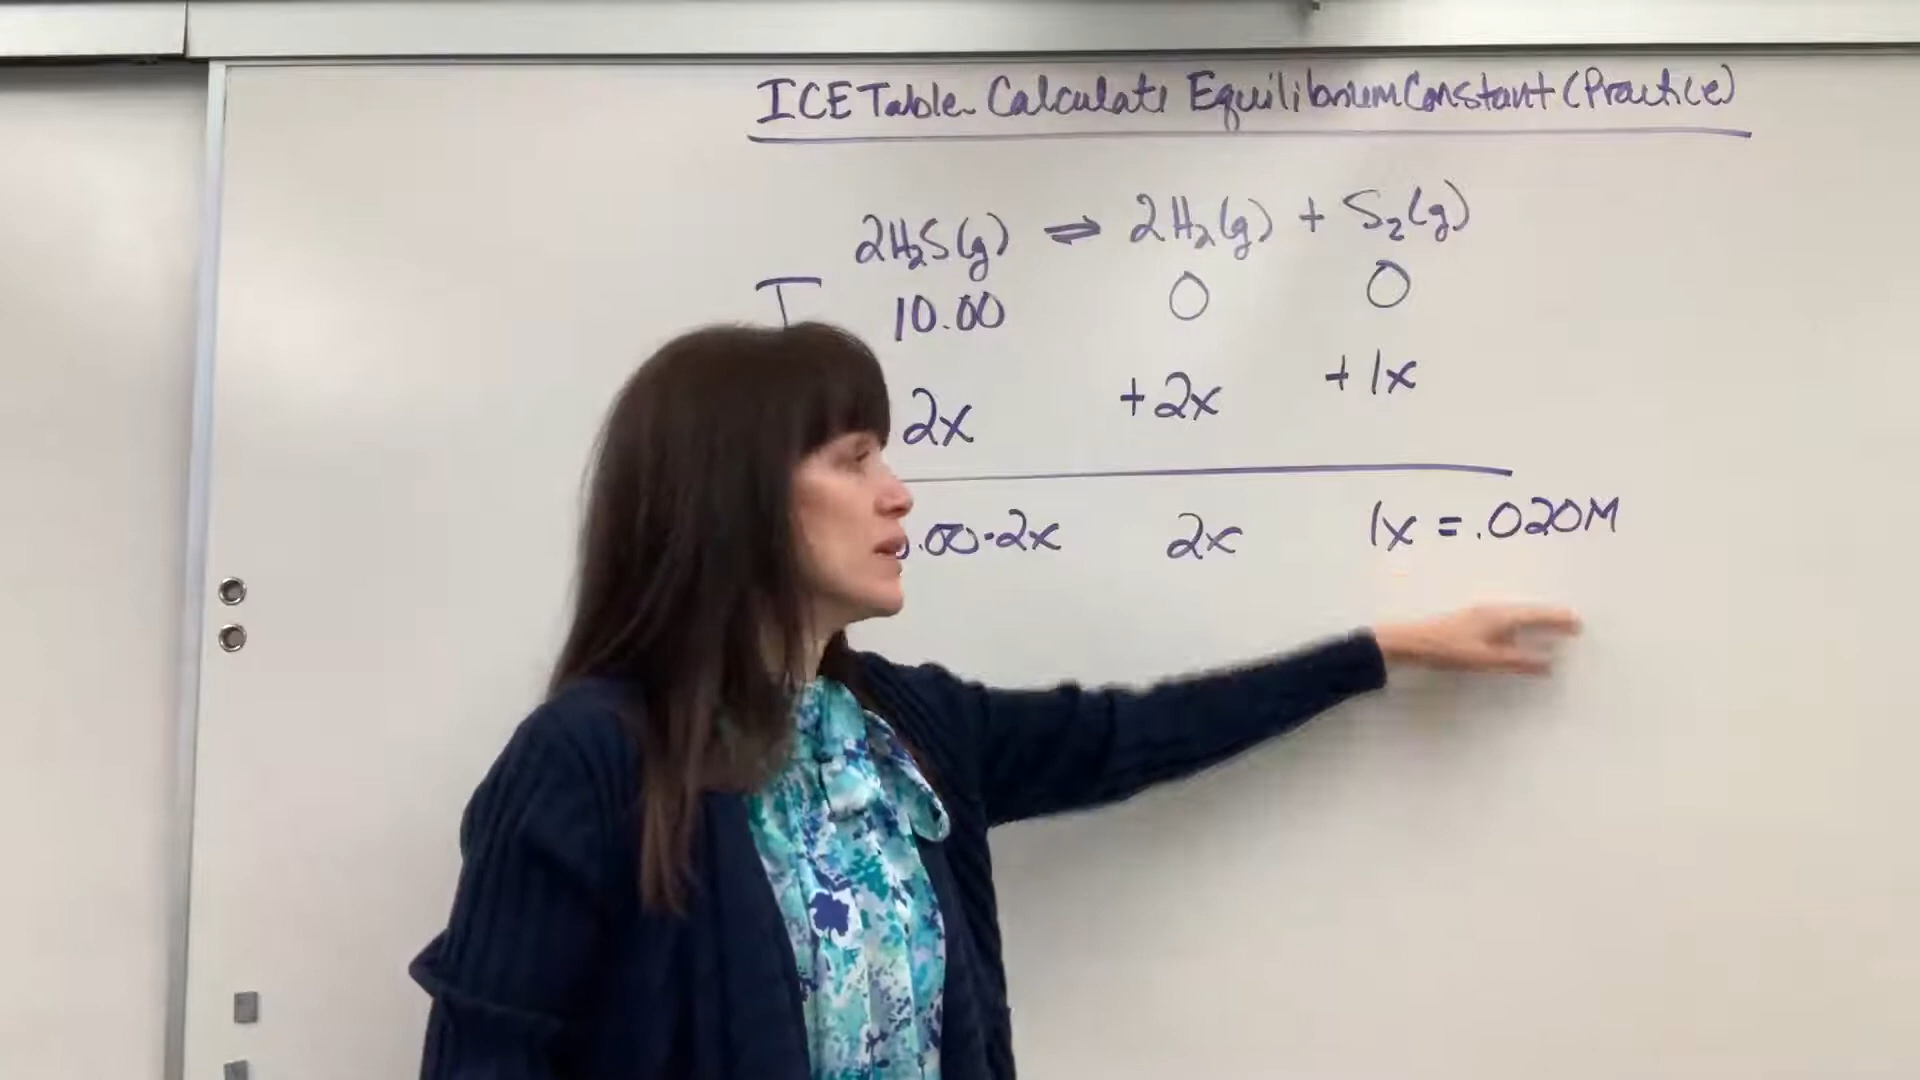 ICE Table Calculate Equilibrium Constant (Practice)
2H₂S(g) ⇌ 2H₂(g) + S₂(g)
I 10.00 0 0
2x +2x + 1x
.00-2x 2x 1x = .020M